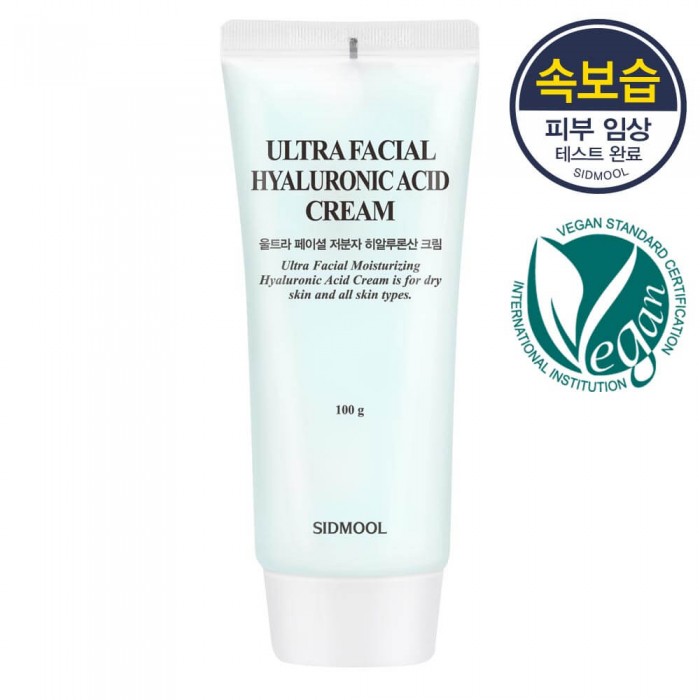 ULTRA FACIAL
HYALURONIC ACID
CREAM
울트라 페이셜 저분자 히알루론산 크림
Ultra Facial Moisturizing
Hyaluronic Acid Cream is for dry
skin and all skin types.
100 g
SIDMOOL
속보습
피부 임상
테스트 완료
SIDMOOL
VEGAN STANDARD CERTIFICATION
INTERNATIONAL INSTITUTION
Vegan